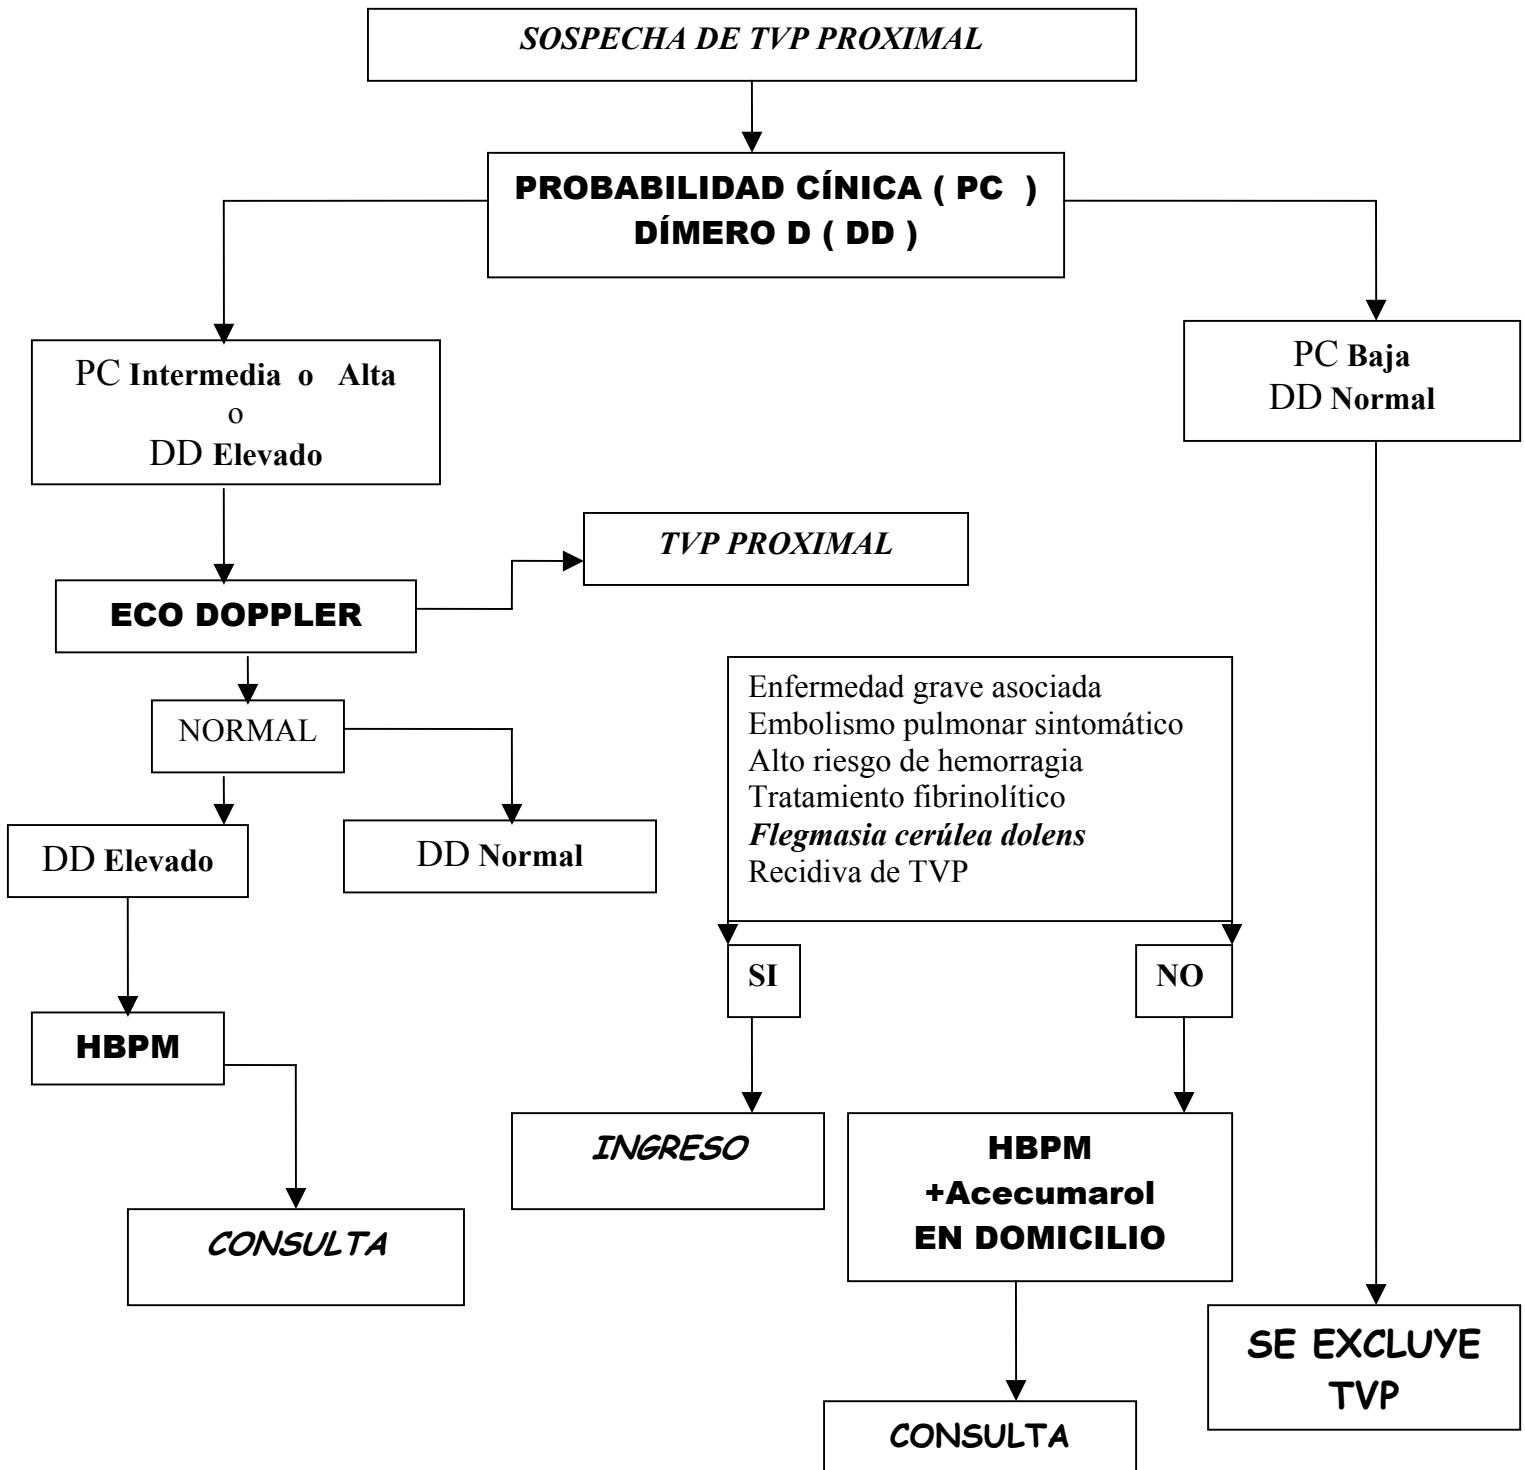 SOSPECHA DE TVP PROXIMAL
PROBABILIDAD CÍNICA ( PC )
DÍMERO D ( DD )
PC Intermedia o Alta
o
DD Elevado
PC Baja
DD Normal
TVP PROXIMAL
ECO DOPPLER
NORMAL
DD Elevado
DD Normal
Enfermedad grave asociada
Embolismo pulmonar sintomático
Alto riesgo de hemorragia
Tratamiento fibrinolítico
Flegmasia cerúlea dolens
Recidiva de TVP
SI
NO
HBPM
CONSULTA
INGRESO
HBPM
+Acecumarol
EN DOMICILIO
CONSULTA
SE EXCLUYE
TVP